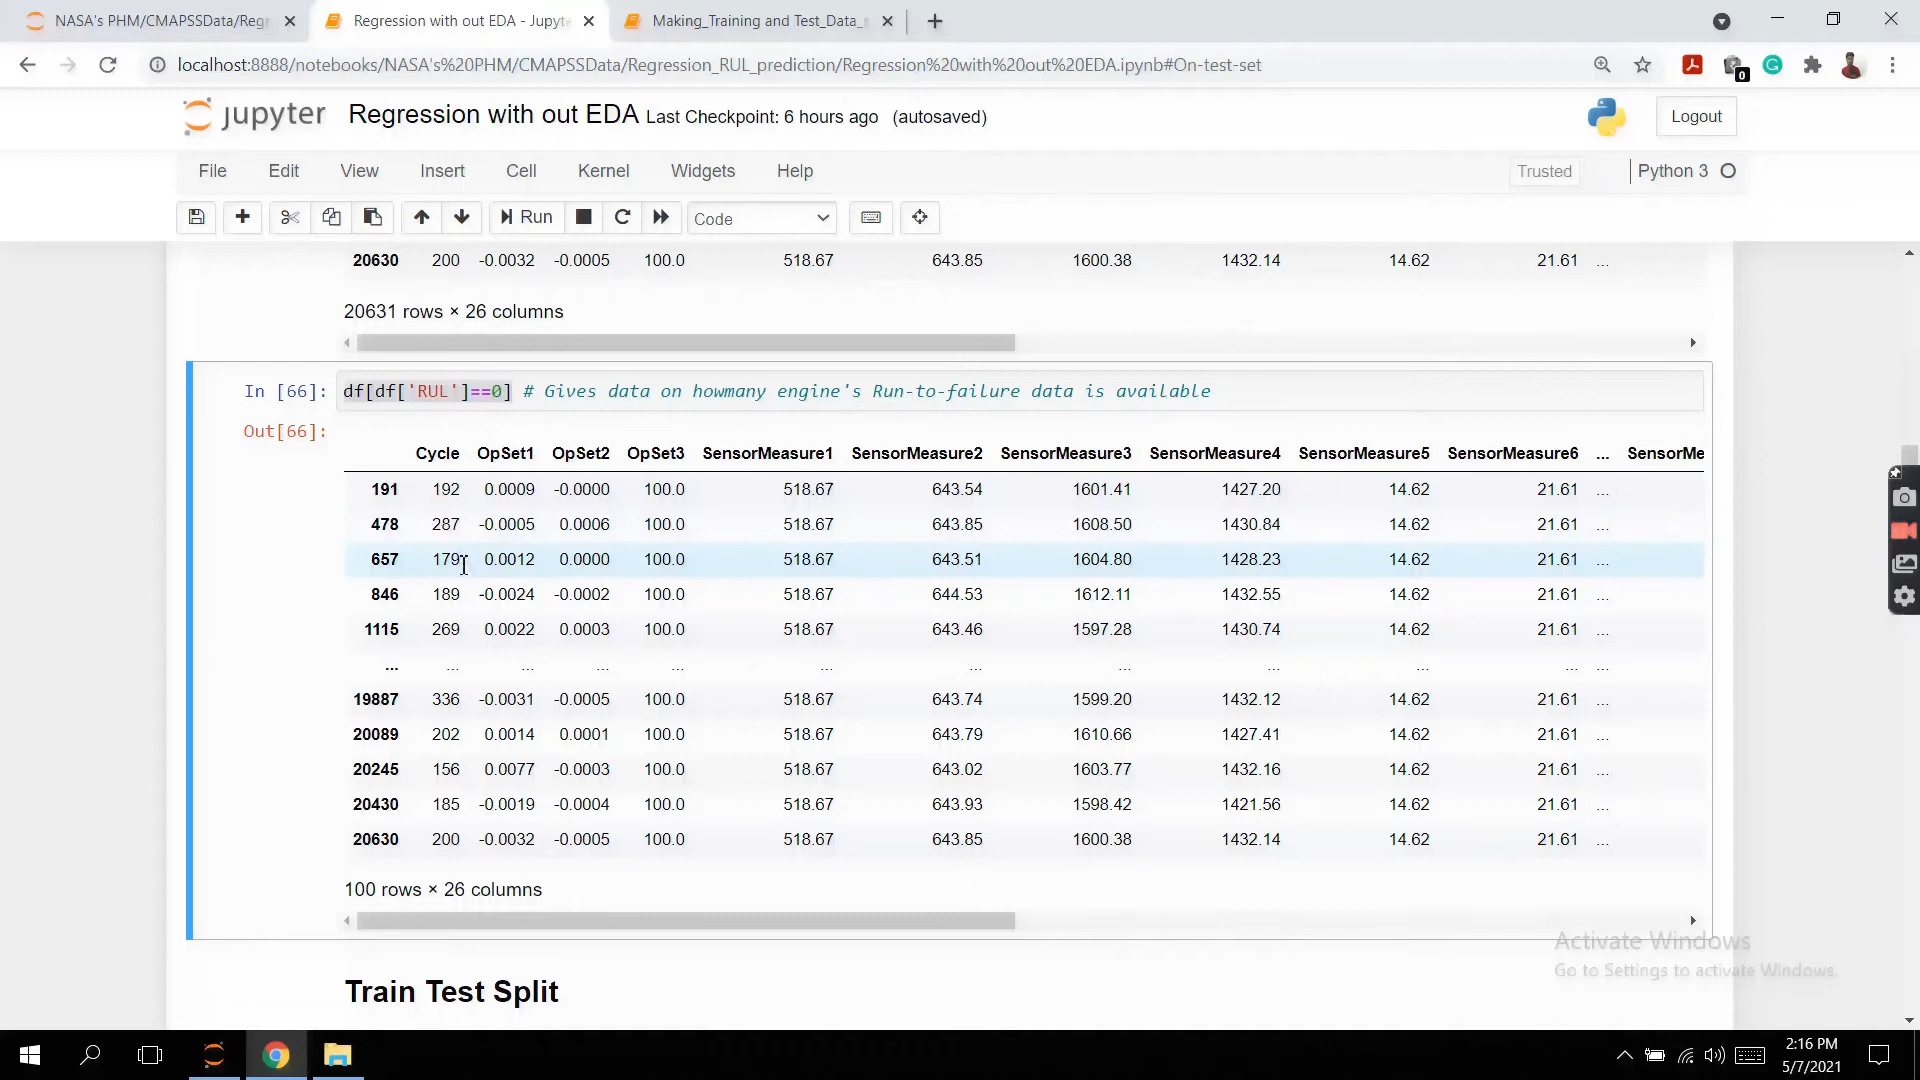 NASA's PHM/CMAPSSData/Regr
Regression with out EDA - Jupyte
Making_Training and Test_Data_s
localhost:8888/notebooks/NASA's%20PHM/CMAPSSData/Regression_RUL_prediction/Regression%20with%20out%20EDA.ipynb#On-test-set
0
jupyter Regression with out EDA Last Checkpoint: 6 hours ago (autosaved)
Logout
File Edit View Insert Cell Kernel Widgets Help
Trusted Python 3
Run Code
20630 200 -0.0032 -0.0005 100.0 518.67 643.85 1600.38 1432.14 14.62 21.61 ...
20631 rows × 26 columns
In [66]: df[df['RUL']==0] # Gives data on howmany engine's Run-to-failure data is available
Out[66]:
Cycle OpSet1 OpSet2 OpSet3 SensorMeasure1 SensorMeasure2 SensorMeasure3 SensorMeasure4 SensorMeasure5 SensorMeasure6 ... SensorMe
191 192 0.0009 -0.0000 100.0 518.67 643.54 1601.41 1427.20 14.62 21.61 ...
478 287 -0.0005 0.0006 100.0 518.67 643.85 1608.50 1430.84 14.62 21.61 ...
657 179 0.0012 0.0000 100.0 518.67 643.51 1604.80 1428.23 14.62 21.61 ...
846 189 -0.0024 -0.0002 100.0 518.67 644.53 1612.11 1432.55 14.62 21.61 ...
1115 269 0.0022 0.0003 100.0 518.67 643.46 1597.28 1430.74 14.62 21.61 ...
... ... ... ... ... ... ... ... ... ... ... ...
19887 336 -0.0031 -0.0005 100.0 518.67 643.74 1599.20 1432.12 14.62 21.61 ...
20089 202 0.0014 0.0001 100.0 518.67 643.79 1610.66 1427.41 14.62 21.61 ...
20245 156 0.0077 -0.0003 100.0 518.67 643.02 1603.77 1432.16 14.62 21.61 ...
20430 185 -0.0019 -0.0004 100.0 518.67 643.93 1598.42 1421.56 14.62 21.61 ...
20630 200 -0.0032 -0.0005 100.0 518.67 643.85 1600.38 1432.14 14.62 21.61 ...
100 rows × 26 columns
Activate Windows
Go to Settings to activate Windows.
Train Test Split
2:16 PM
5/7/2021